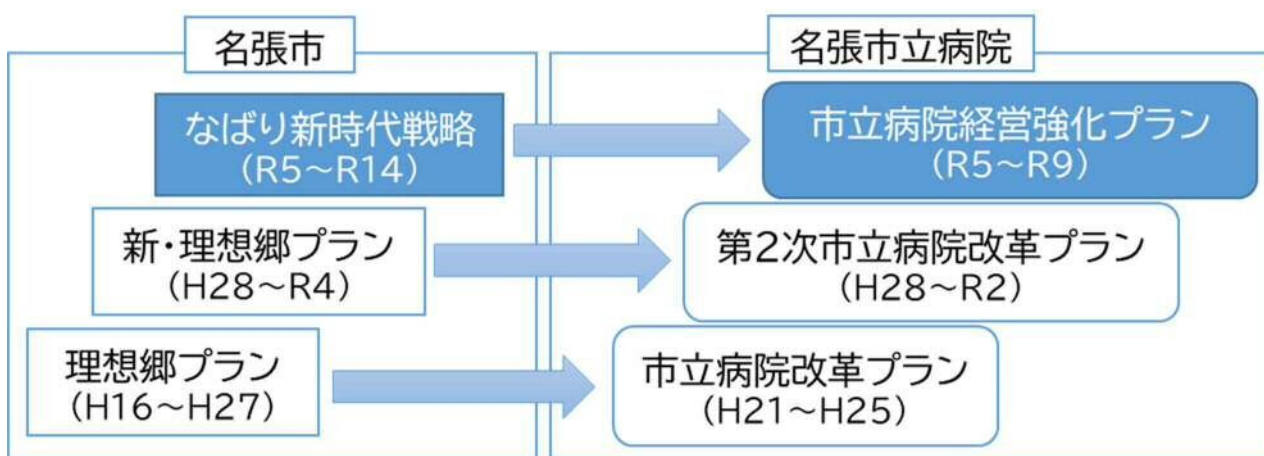 名張市
名張市立病院
なばり新時代戦略
(R5～R14)
市立病院経営強化プラン
(R5～R9)
新・理想郷プラン
(H28～R4)
第2次市立病院改革プラン
(H28～R2)
理想郷プラン
(H16～H27)
市立病院改革プラン
(H21～H25)